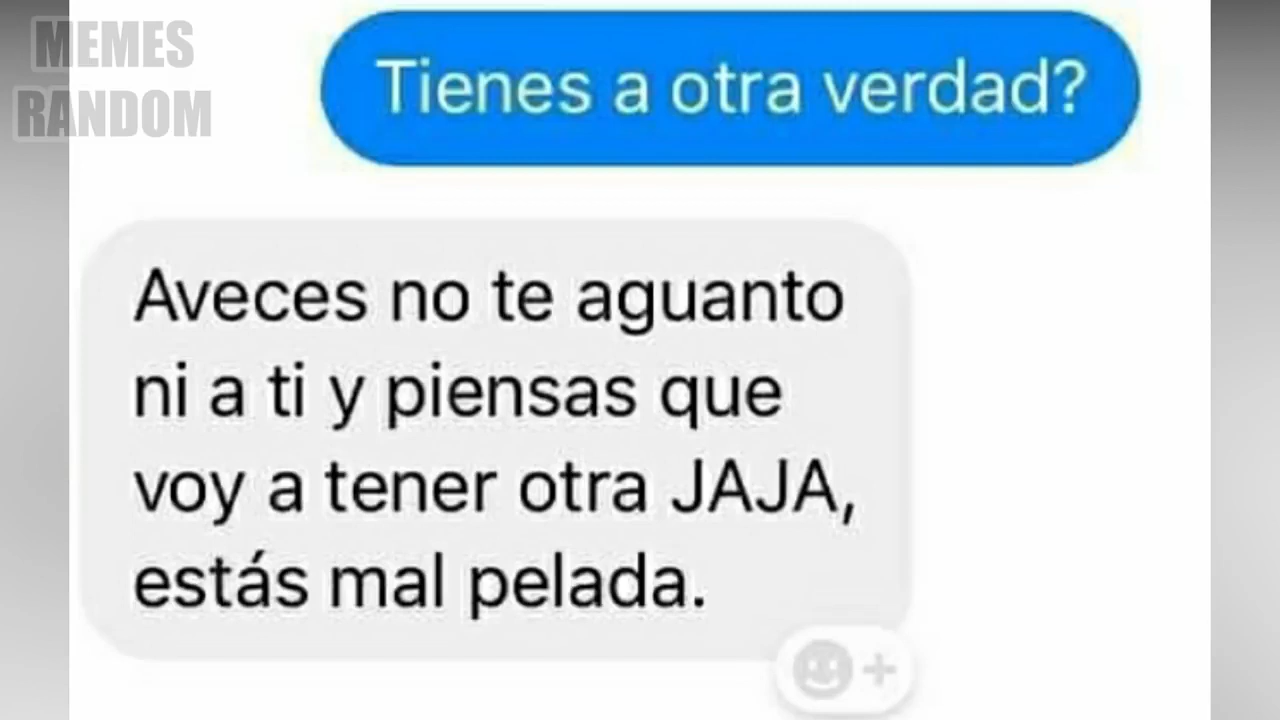 MEMES
RANDOM
Tienes a otra verdad?
Aveces no te aguanto
ni a ti y piensas que
voy a tener otra JAJA,
estás mal pelada.